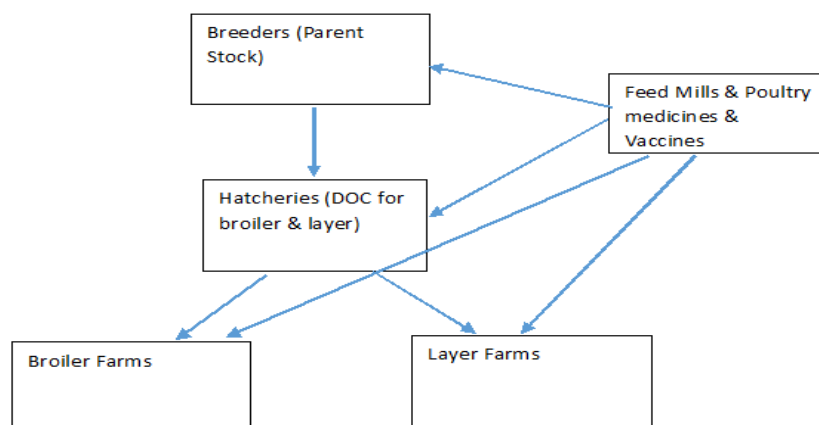 Breeders (Parent
Stock)
Feed Mills & Poultry
medicines &
Vaccines
Hatcheries (DOC for
broiler & layer)
Broiler Farms
Layer Farms